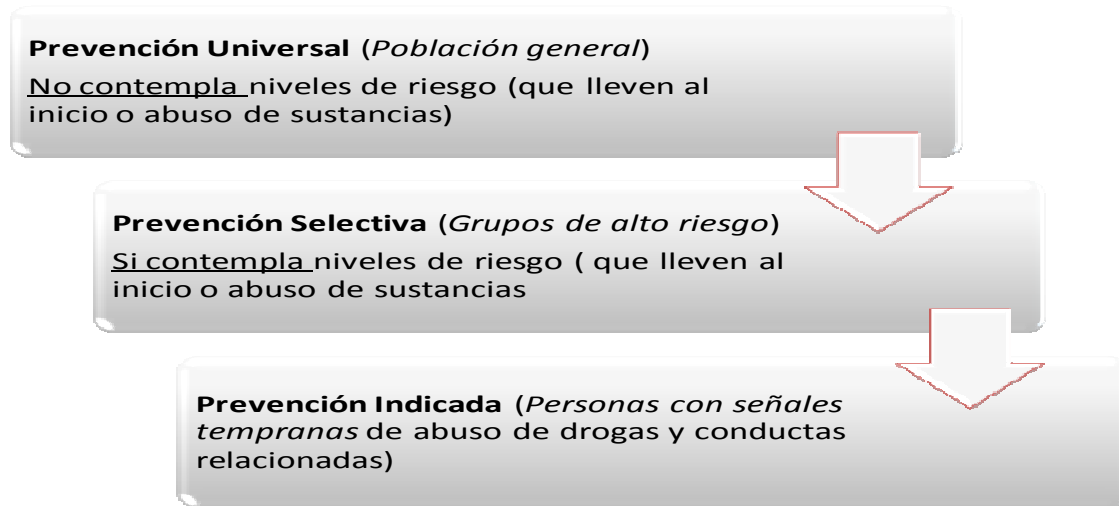 Prevención Universal (Población general)
No contempla niveles de riesgo (que lleven al
inicio o abuso de sustancias)
Prevención Selectiva (Grupos de alto riesgo)
Si contempla niveles de riesgo ( que lleven al
inicio o abuso de sustancias
Prevención Indicada (Personas con señales
tempranas de abuso de drogas y conductas
relacionadas)